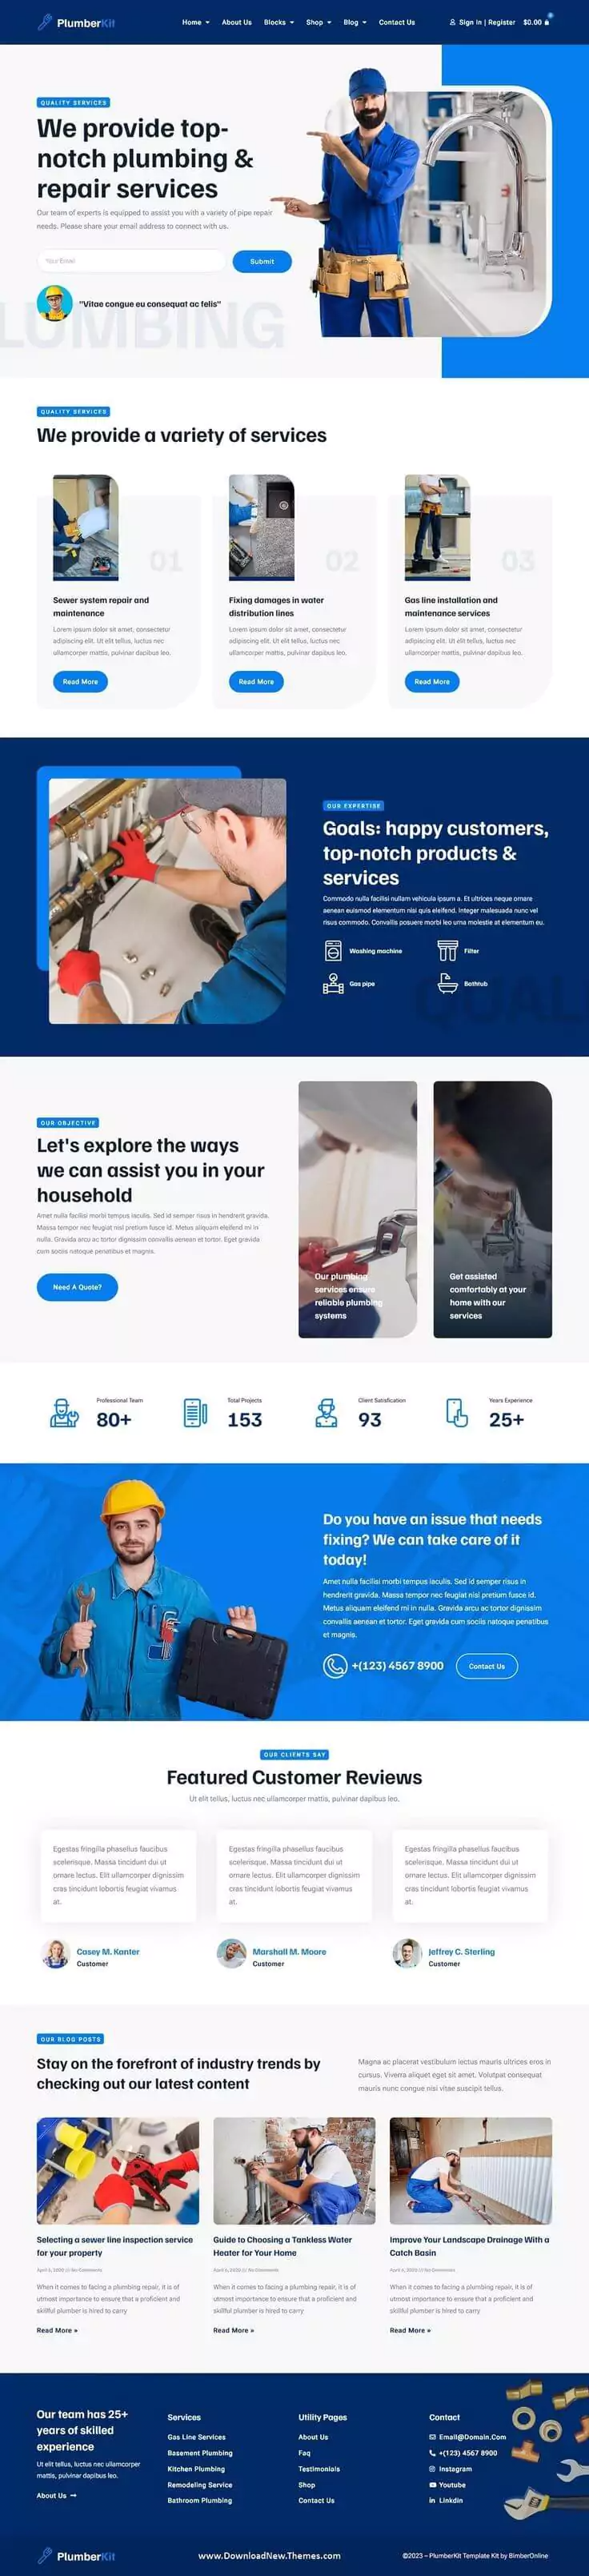 PlumberKit
Home About Us Blocks Shop Blog Contact Us
Sign In | Register $0.00
QUALITY SERVICES
We provide top-
notch plumbing &
repair services
Our team of experts is equipped to assist you with a variety of pipe repair
needs. Please share your email address to connect with us.
Your Email
Submit
"Vitae congue eu consequat ac felis"
LUMBING
QUALITY SERVICES
We provide a variety of services
01
Sewer system repair and
maintenance
Lorem ipsum dolor sit amet, consectetur
adipiscing elit. Ut elit tellus, luctus nec
ullamcorper mattis, pulvinar dapibus leo.
Read More
02
Fixing damages in water
distribution lines
Lorem ipsum dolor sit amet, consectetur
adipiscing elit. Ut elit tellus, luctus nec
ullamcorper mattis, pulvinar dapibus leo.
Read More
03
Gas line installation and
maintenance services
Lorem ipsum dolor sit amet, consectetur
adipiscing elit. Ut elit tellus, luctus nec
ullamcorper mattis, pulvinar dapibus leo.
Read More
OUR EXPERTISE
Goals: happy customers,
top-notch products &
services
Commodo nulla facilisi nullam vehicula ipsum a. Et ultrices neque ornare
aenean euismod elementum nisi quis eleifend. Integer malesuada nunc vel
risus commodo. Convallis posuere morbi leo urna molestie at elementum eu.
Washing machine
Filter
Gas pipe
Bathtub
QUAL
OUR OBJECTIVE
Let's explore the ways
we can assist you in your
household
Amet nulla facilisi morbi tempus iaculis. Sed id semper risus in hendrerit gravida.
Massa tempor nec feugiat nisl pretium fusce id. Metus aliquam eleifend mi in
nulla. Gravida arcu ac tortor dignissim convallis aenean et tortor. Eget gravida
cum sociis natoque penatibus et magnis.
Need A Quote?
Our plumbing
services ensure
reliable plumbing
systems
Get assisted
comfortably at your
home with our
services
Professional Team
80+
Total Projects
153
Client Satisfication
93
Years Experience
25+
Do you have an issue that needs
fixing? We can take care of it
today!
Amet nulla facilisi morbi tempus iaculis. Sed id semper risus in
hendrerit gravida. Massa tempor nec feugiat nisl pretium fusce id.
Metus aliquam eleifend mi in nulla. Gravida arcu ac tortor dignissim
convallis aenean et tortor. Eget gravida cum sociis natoque penatibus
et magnis.
+(123) 4567 8900
Contact Us
OUR CLIENTS SAY
Featured Customer Reviews
Ut elit tellus, luctus nec ullamcorper mattis, pulvinar dapibus leo.
Egestas fringilla phasellus faucibus
scelerisque. Massa tincidunt dui ut
ornare lectus. Elit ullamcorper dignissim
cras tincidunt lobortis feugiat vivamus
at.
Casey M. Kanter
Customer
Egestas fringilla phasellus faucibus
scelerisque. Massa tincidunt dui ut
ornare lectus. Elit ullamcorper dignissim
cras tincidunt lobortis feugiat vivamus
at.
Marshall M. Moore
Customer
Egestas fringilla phasellus faucibus
scelerisque. Massa tincidunt dui ut
ornare lectus. Elit ullamcorper dignissim
cras tincidunt lobortis feugiat vivamus
at.
Jeffrey C. Sterling
Customer
OUR BLOG POSTS
Stay on the forefront of industry trends by
checking out our latest content
Magna ac placerat vestibulum lectus mauris ultrices eros in
cursus. Viverra aliquet eget sit amet. Volutpat consequat
mauris nunc congue nisi vitae suscipit tellus.
Selecting a sewer line inspection service
for your property
No Comments
When it comes to facing a plumbing repair, it is of
utmost importance to ensure that a proficient and
skillful plumber is hired to carry
Read More »
Guide to Choosing a Tankless Water
Heater for Your Home
No Comments
When it comes to facing a plumbing repair, it is of
utmost importance to ensure that a proficient and
skillful plumber is hired to carry
Read More »
Improve Your Landscape Drainage With a
Catch Basin
No Comments
When it comes to facing a plumbing repair, it is of
utmost importance to ensure that a proficient and
skillful plumber is hired to carry
Read More »
Our team has 25+
years of skilled
experience
Ut elit tellus, luctus nec ullamcorper
mattis, pulvinar dapibus leo.
About Us →
Services
Gas Line Services
Basement Plumbing
Kitchen Plumbing
Remodeling Service
Bathroom Plumbing
Utility Pages
About Us
Faq
Testimonials
Shop
Contact Us
Contact
Email@Domain.Com
+(123) 4567 8900
Instagram
Youtube
Linkdin
PlumberKit
www.DownloadNew.Themes.com
©2023 – PlumberKit Template Kit by BimberOnline